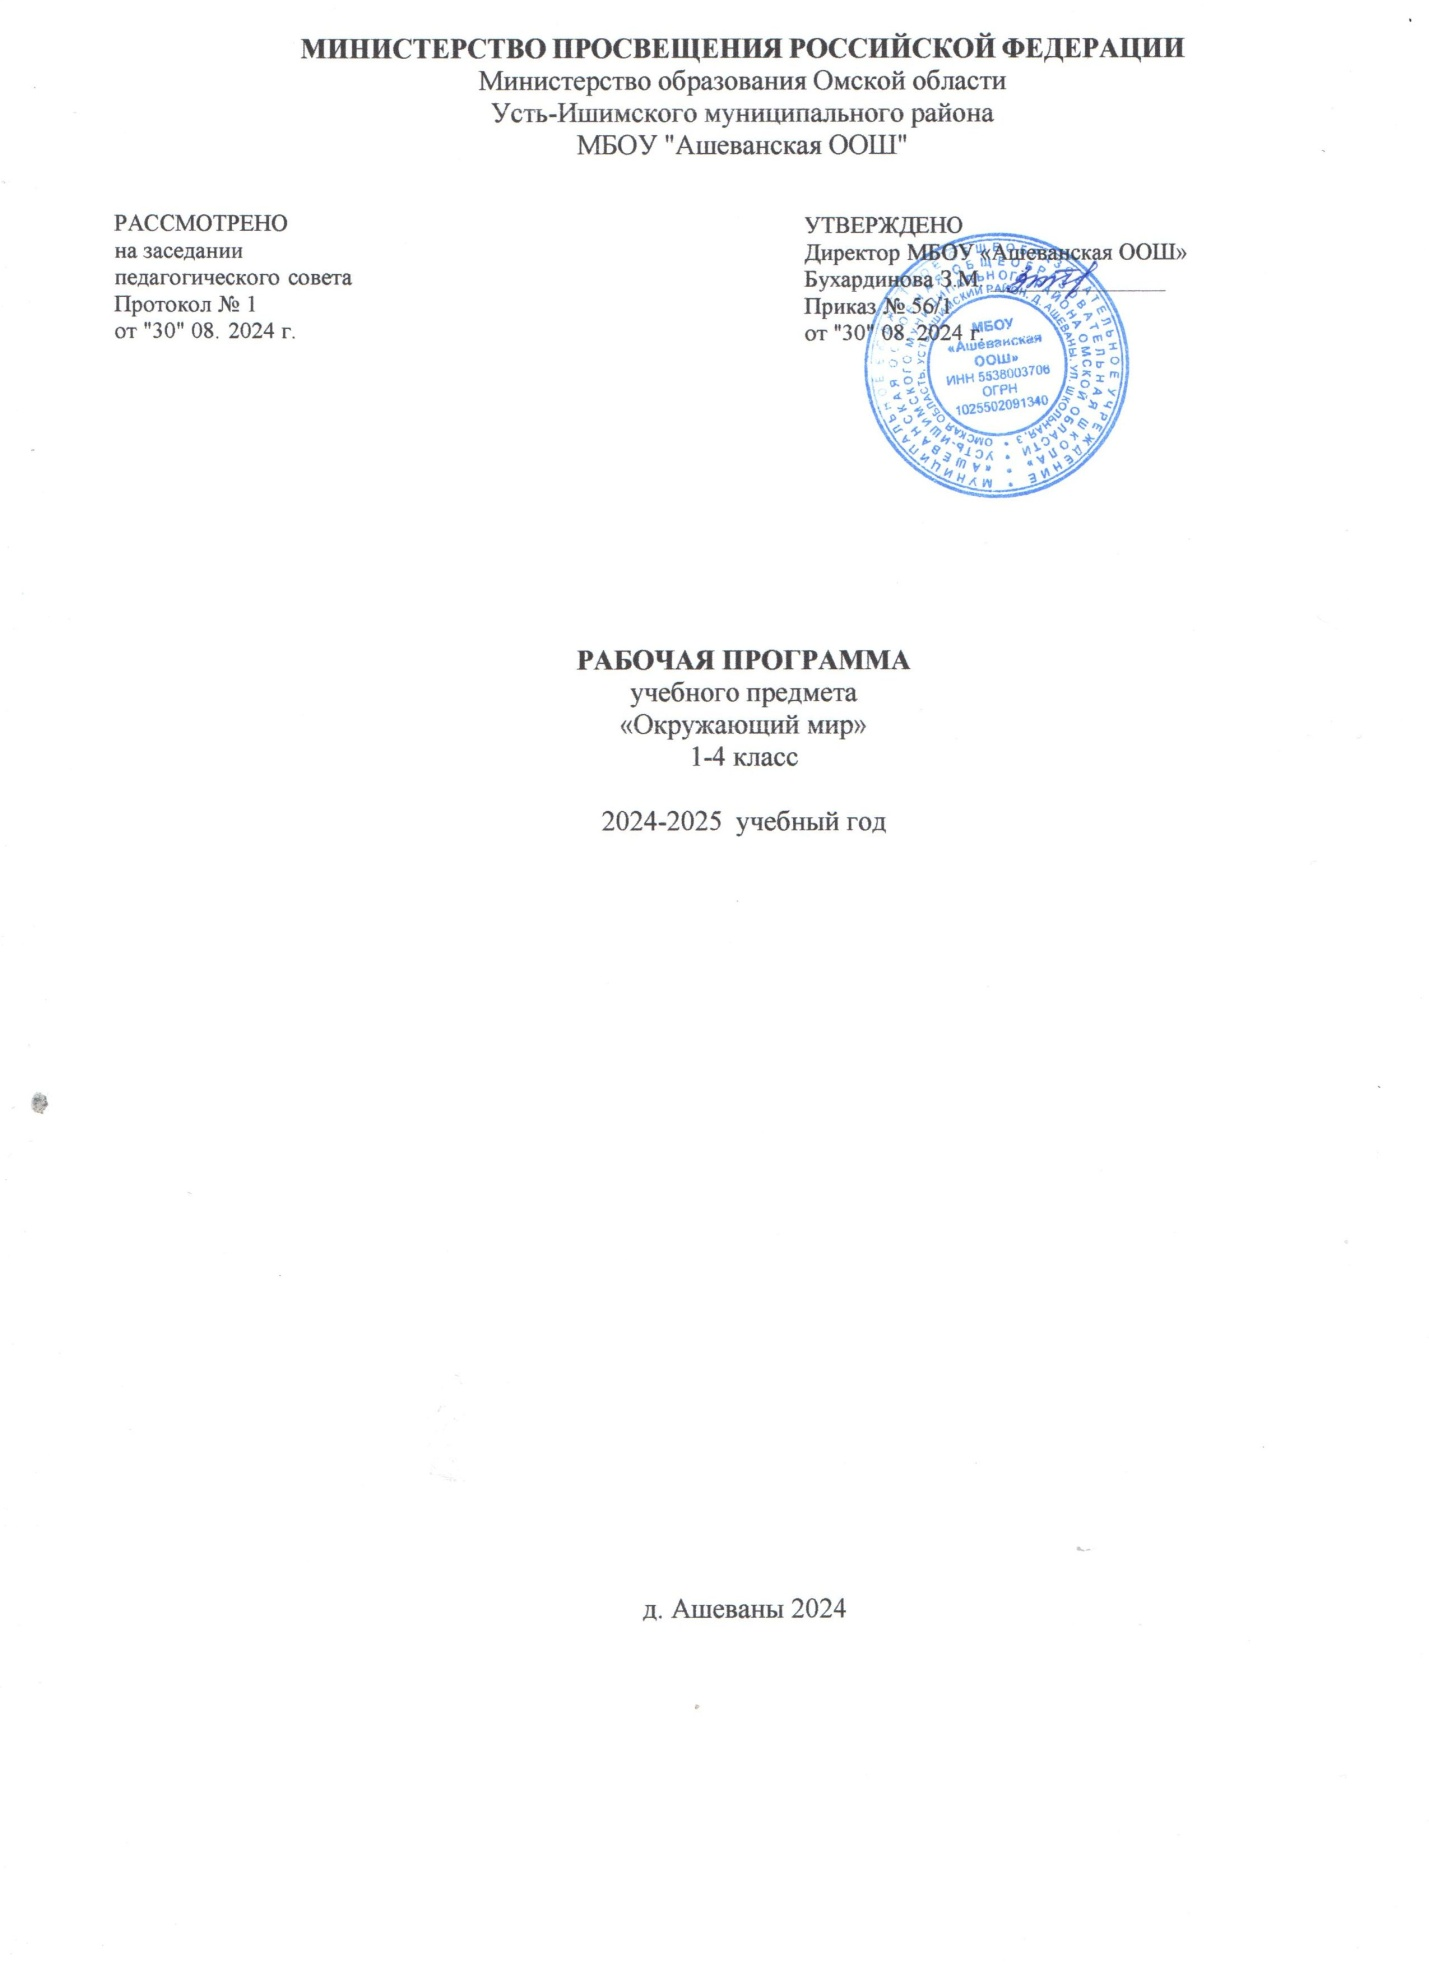 МИНИСТЕРСТВО ПРОСВЕЩЕНИЯ РОССИЙСКОЙ ФЕДЕРАЦИИ
Министерство образования Омской области
Усть-Ишимского муниципального района
МБОУ "Ашеванская ООШ"
РАССМОТРЕНО
на заседании
педагогического совета
Протокол № 1
от "30" 08. 2024 г.
УТВЕРЖДЕНО
Директор МБОУ «Ашеванская ООШ»
Бухардинова З.М.
Приказ № 56/1
от "30" 08. 2024 г.
МБОУ
«Ашеванская
ООШ»
ИНН 5538003706
ОГРН
1025502091340
РАБОЧАЯ ПРОГРАММА
учебного предмета
«Окружающий мир»
1-4 класс
2024-2025 учебный год
д. Ашеваны 2024